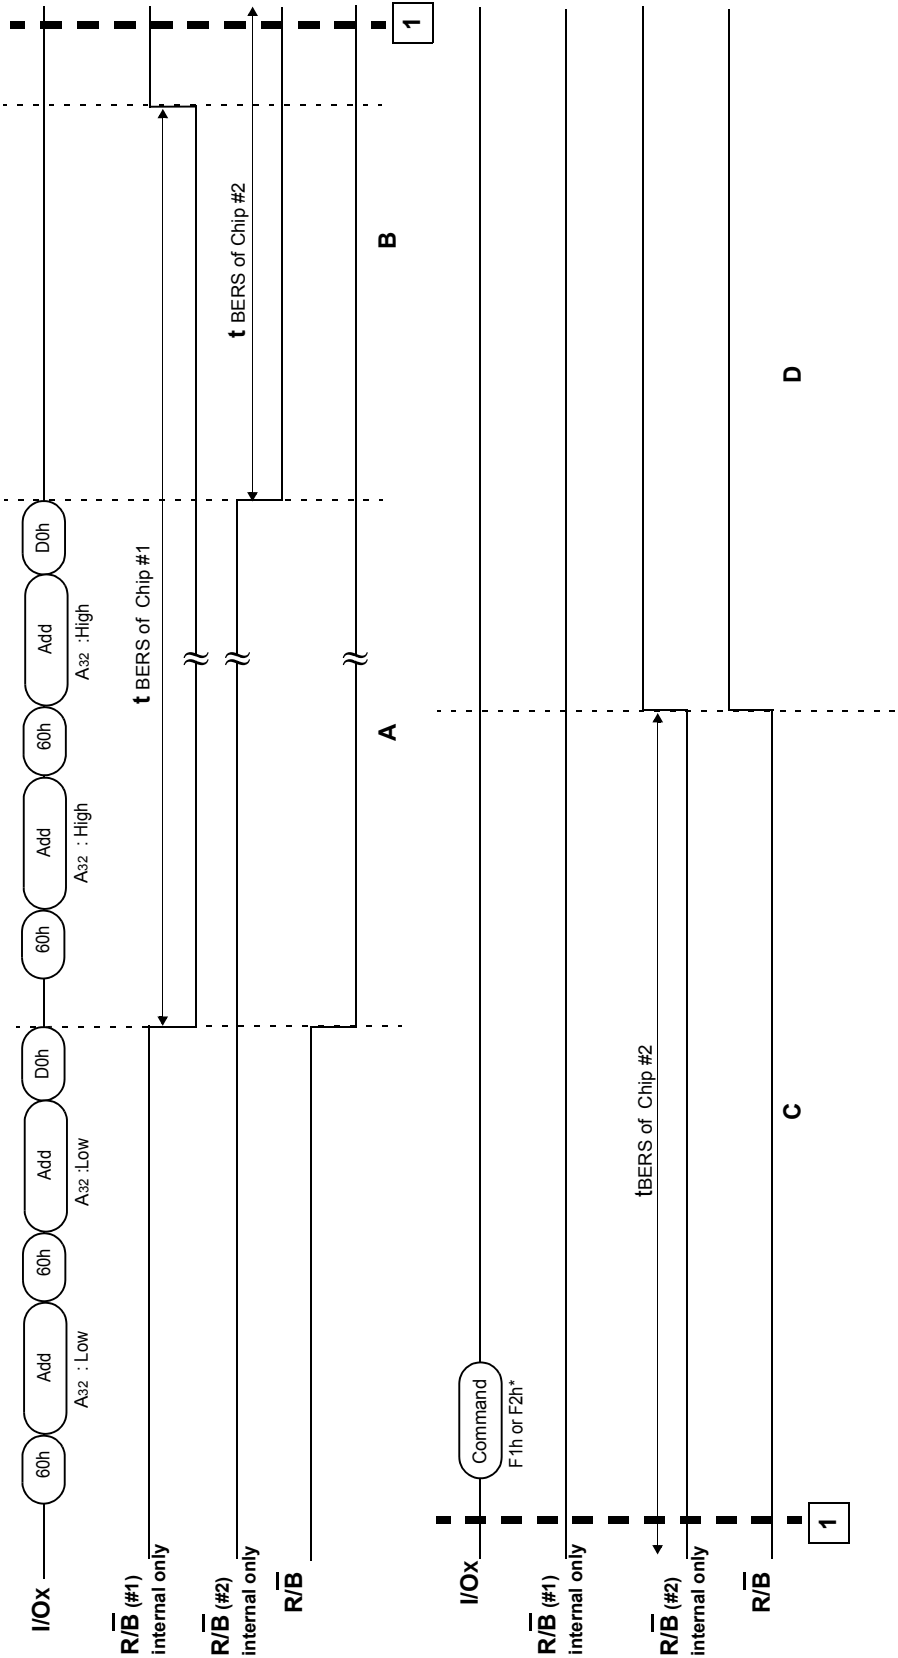 I/Ox
60h
Add
60h
Add
D0h
60h
Add
60h
Add
D0h
A32 : Low
A32 :Low
A32 : High
A32 :High
R/B (#1)
internal only
t BERS of Chip #1
R/B (#2)
internal only
t BERS of Chip #2
R/B
A
B
1
I/Ox
Command
F1h or F2h*
R/B (#1)
internal only
R/B (#2)
internal only
tBERS of Chip #2
R/B
C
D
1